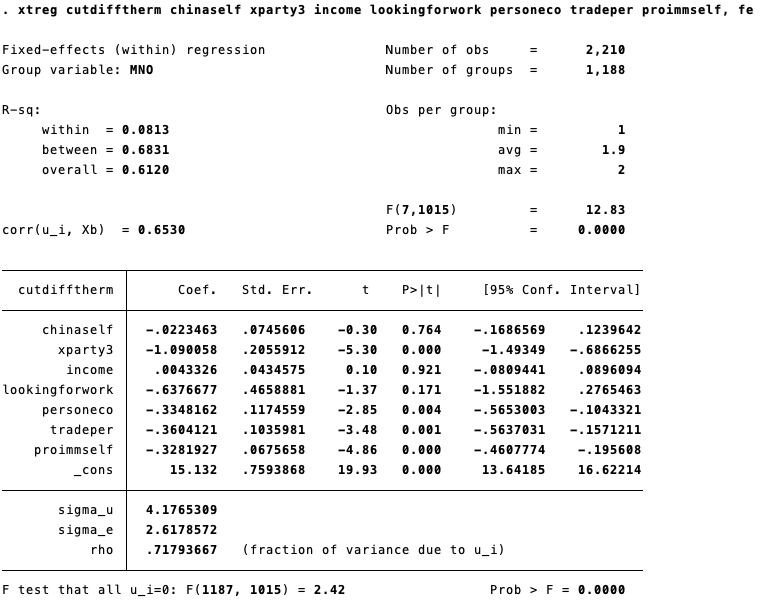 . xtreg cutdifftherm chinaself xparty3 income lookingforwork personeco tradeper proimmself, fe
Fixed-effects (within) regression Number of obs = 2,210
Group variable: MNO Number of groups = 1,188
R-sq: Obs per group:
within = 0.0813 min = 1
between = 0.6831 avg = 1.9
overall = 0.6120 max = 2
F(7,1015) = 12.83
corr(u_i, Xb) = 0.6530 Prob > F = 0.0000
cutdifftherm Coef. Std. Err. t P>|t| [95% Conf. Interval]
chinaself -.0223463 .0745606 -0.30 0.764 -.1686569 .1239642
xparty3 -1.090058 .2055912 -5.30 0.000 -1.49349 -.6866255
income .0043326 .0434575 0.10 0.921 -.0809441 .0896094
lookingforwork -.6376677 .4658881 -1.37 0.171 -1.551882 .2765463
personeco -.3348162 .1174559 -2.85 0.004 -.5653003 -.1043321
tradeper -.3604121 .1035981 -3.48 0.001 -.5637031 -.1571211
proimmself -.3281927 .0675658 -4.86 0.000 -.4607774 -.195608
_cons 15.132 .7593868 19.93 0.000 13.64185 16.62214
sigma_u 4.1765309
sigma_e 2.6178572
rho .71793667 (fraction of variance due to u_i)
F test that all u_i=0: F(1187, 1015) = 2.42 Prob > F = 0.0000